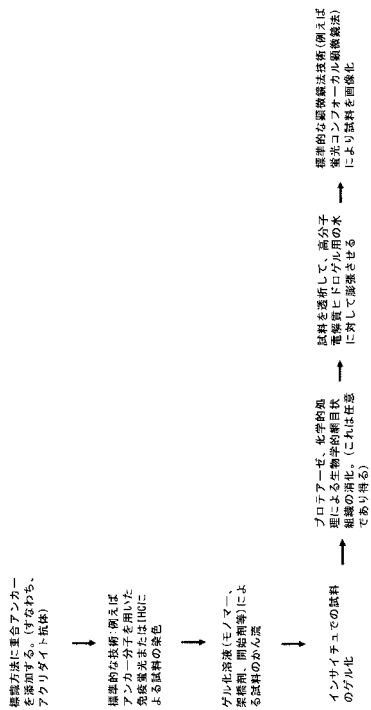 標識方法に重合アンカー
を添加する。(すなわち、
アクリダイト抗体)
標準的な技術:例えば
アンカー分子を用いた
免疫蛍光またはIHCに
よる試料の染色
ゲル化溶液(モノマー、
架橋剤、開始剤等)によ
る試料のかん流
インサイチュでの試料
のゲル化
プロテアーゼ、化学的処
理による生物学的網目状
組織の消化。(これは任意
であり得る)
試料を透析して、高分子
電解質ヒドロゲル用の水
に対して膨張させる
標準的な顕微鏡法技術(例えば
蛍光コンフォーカル顕微鏡法)
により試料を画像化